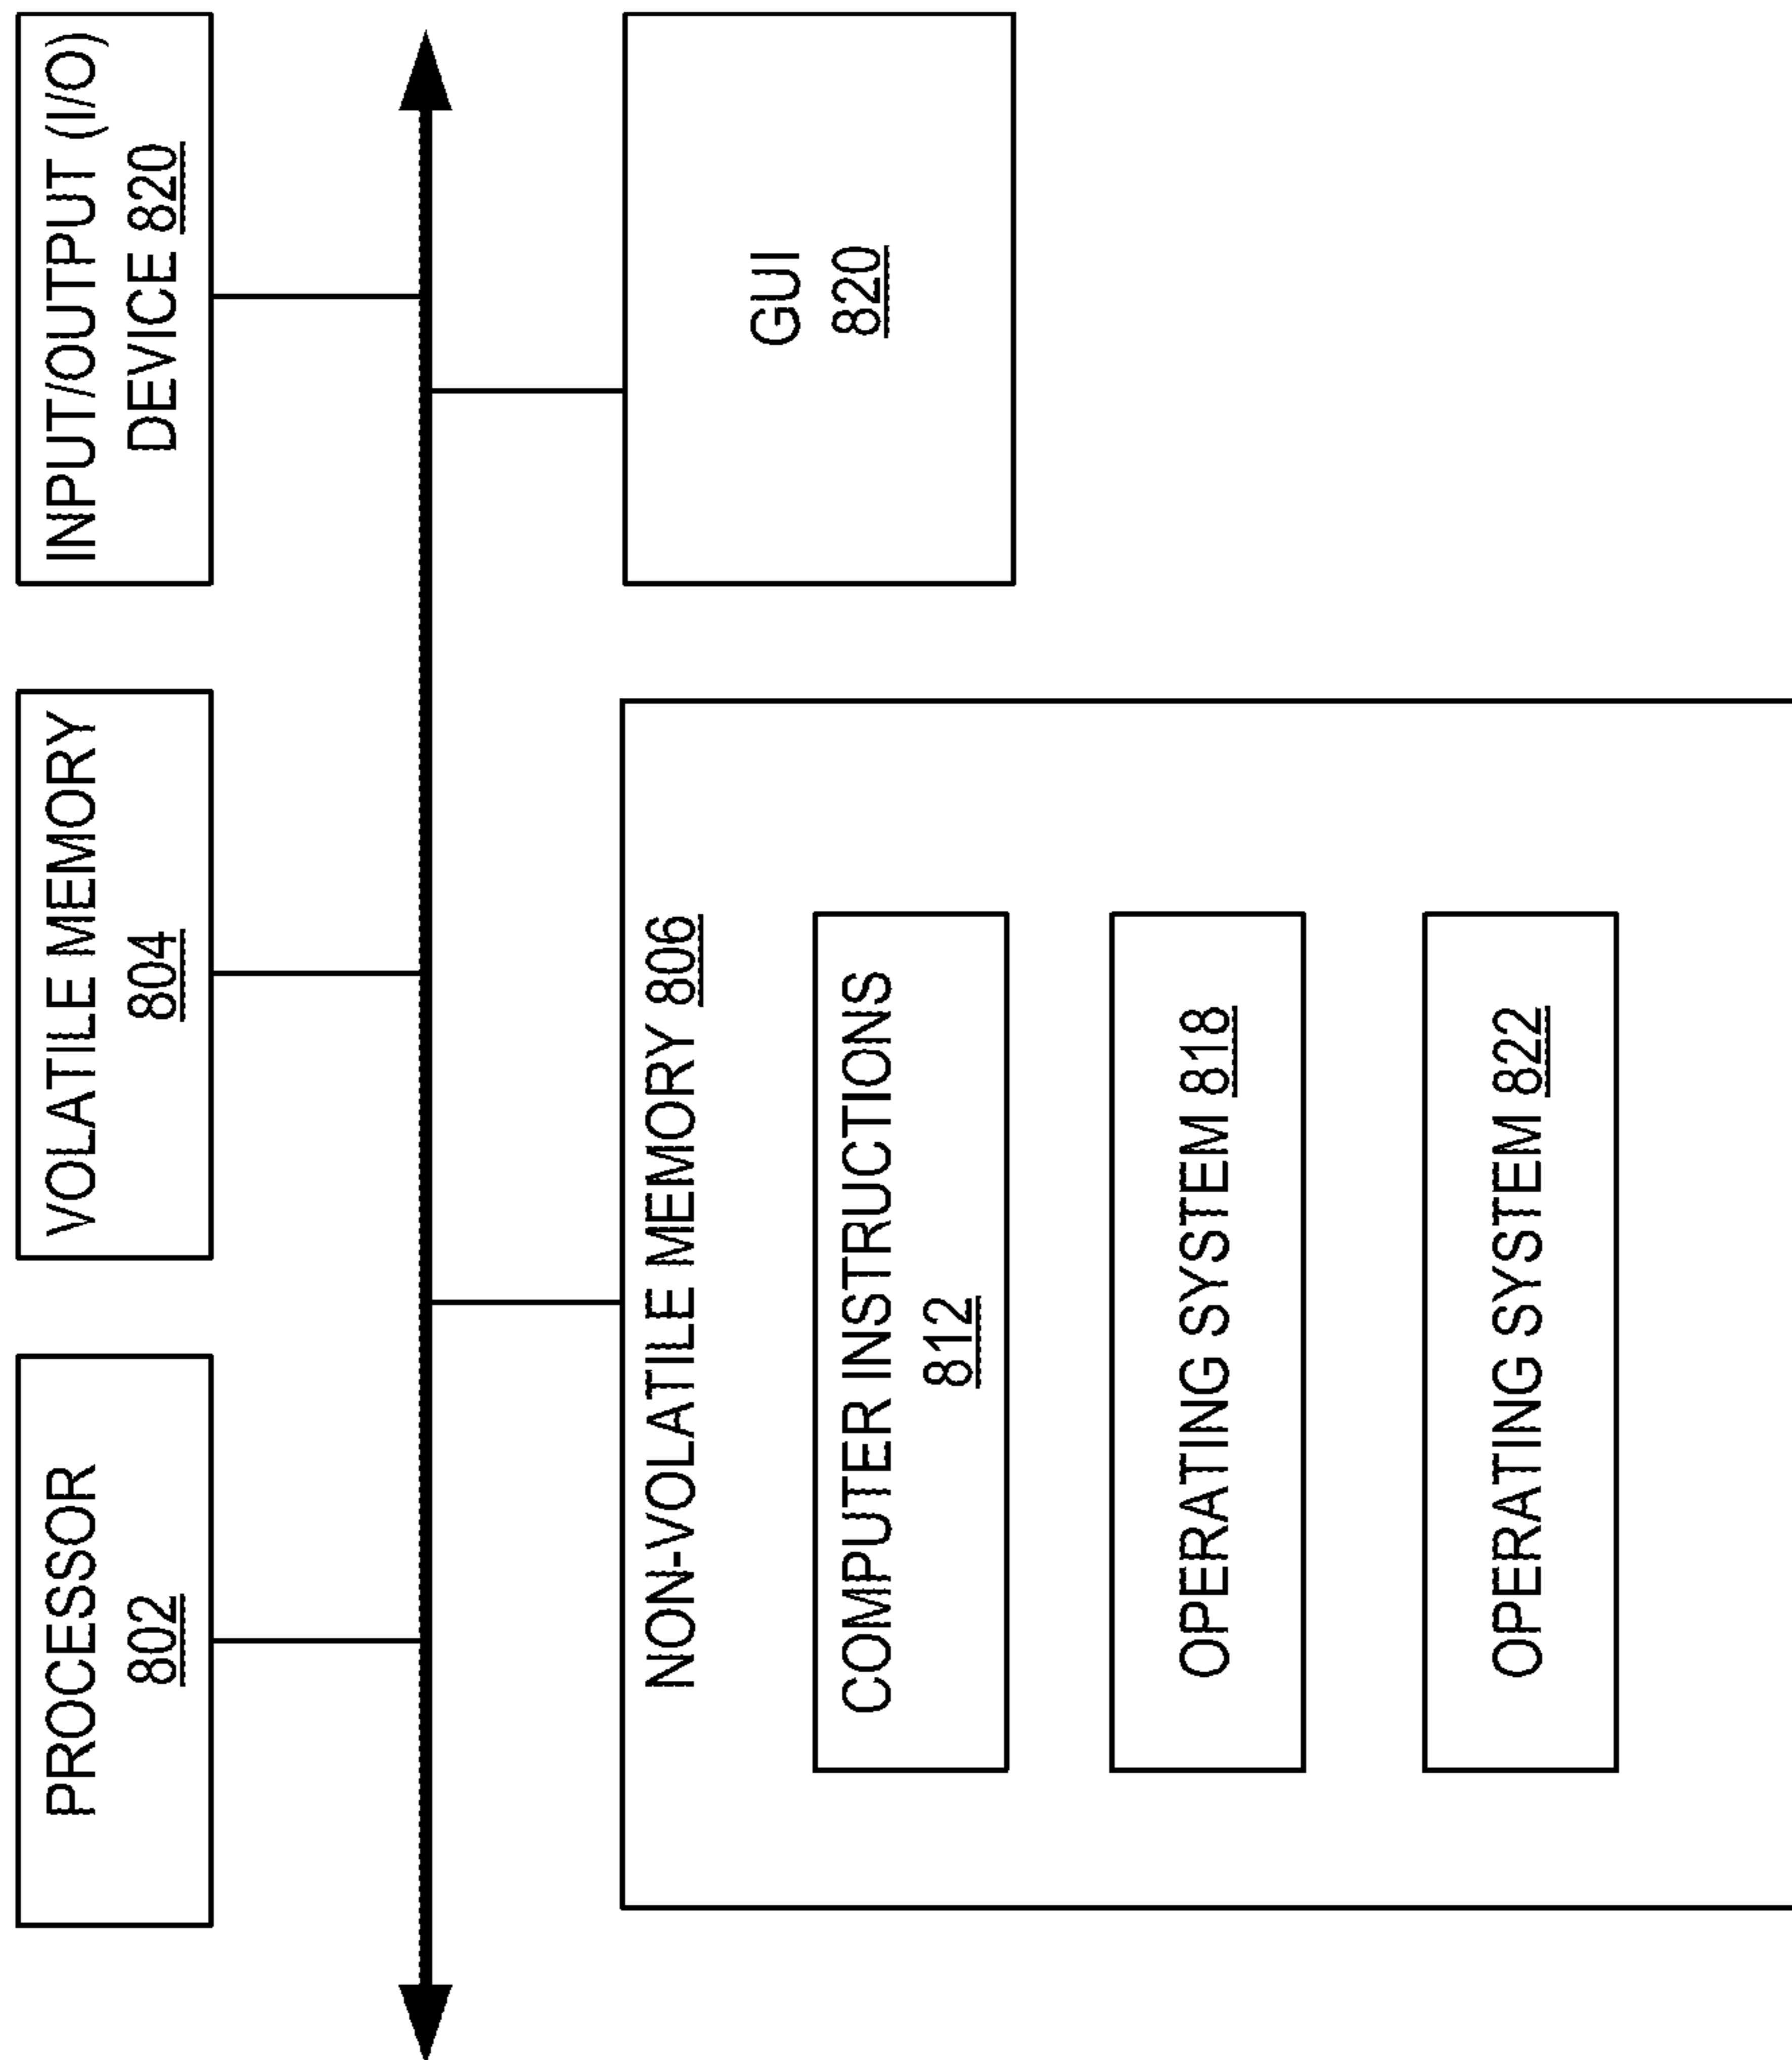 PROCESSOR
802
VOLATILE MEMORY
804
INPUT/OUTPUT (I/O)
DEVICE 820
NON-VOLATILE MEMORY 806
COMPUTER INSTRUCTIONS
812
OPERATING SYSTEM 818
OPERATING SYSTEM 822
GUI
820